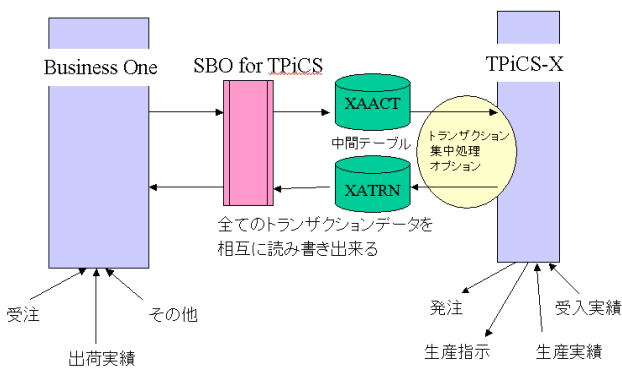 Business One
SBO for TPiCS
TPiCS-X
XAACT
中間テーブル
トランザクション
集中処理
オプション
XATRN
全てのトランザクションデータを
相互に読み書き出来る
受注
その他
出荷実績
発注
受入実績
生産指示
生産実績